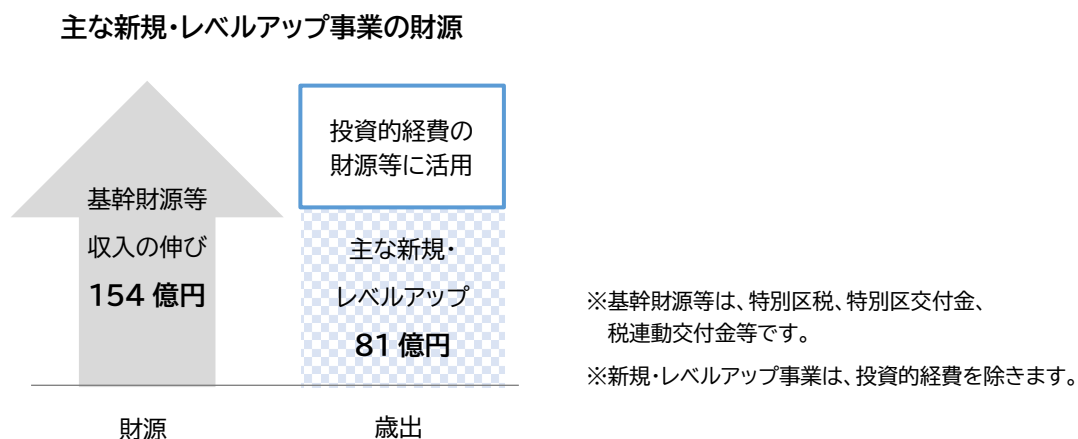 主な新規・レベルアップ事業の財源
投資的経費の
財源等に活用
基幹財源等
収入の伸び
154 億円
主な新規・
レベルアップ
81 億円
※基幹財源等は、特別区税、特別区交付金、
税連動交付金等です。
※新規・レベルアップ事業は、投資的経費を除きます。
財源
歳出